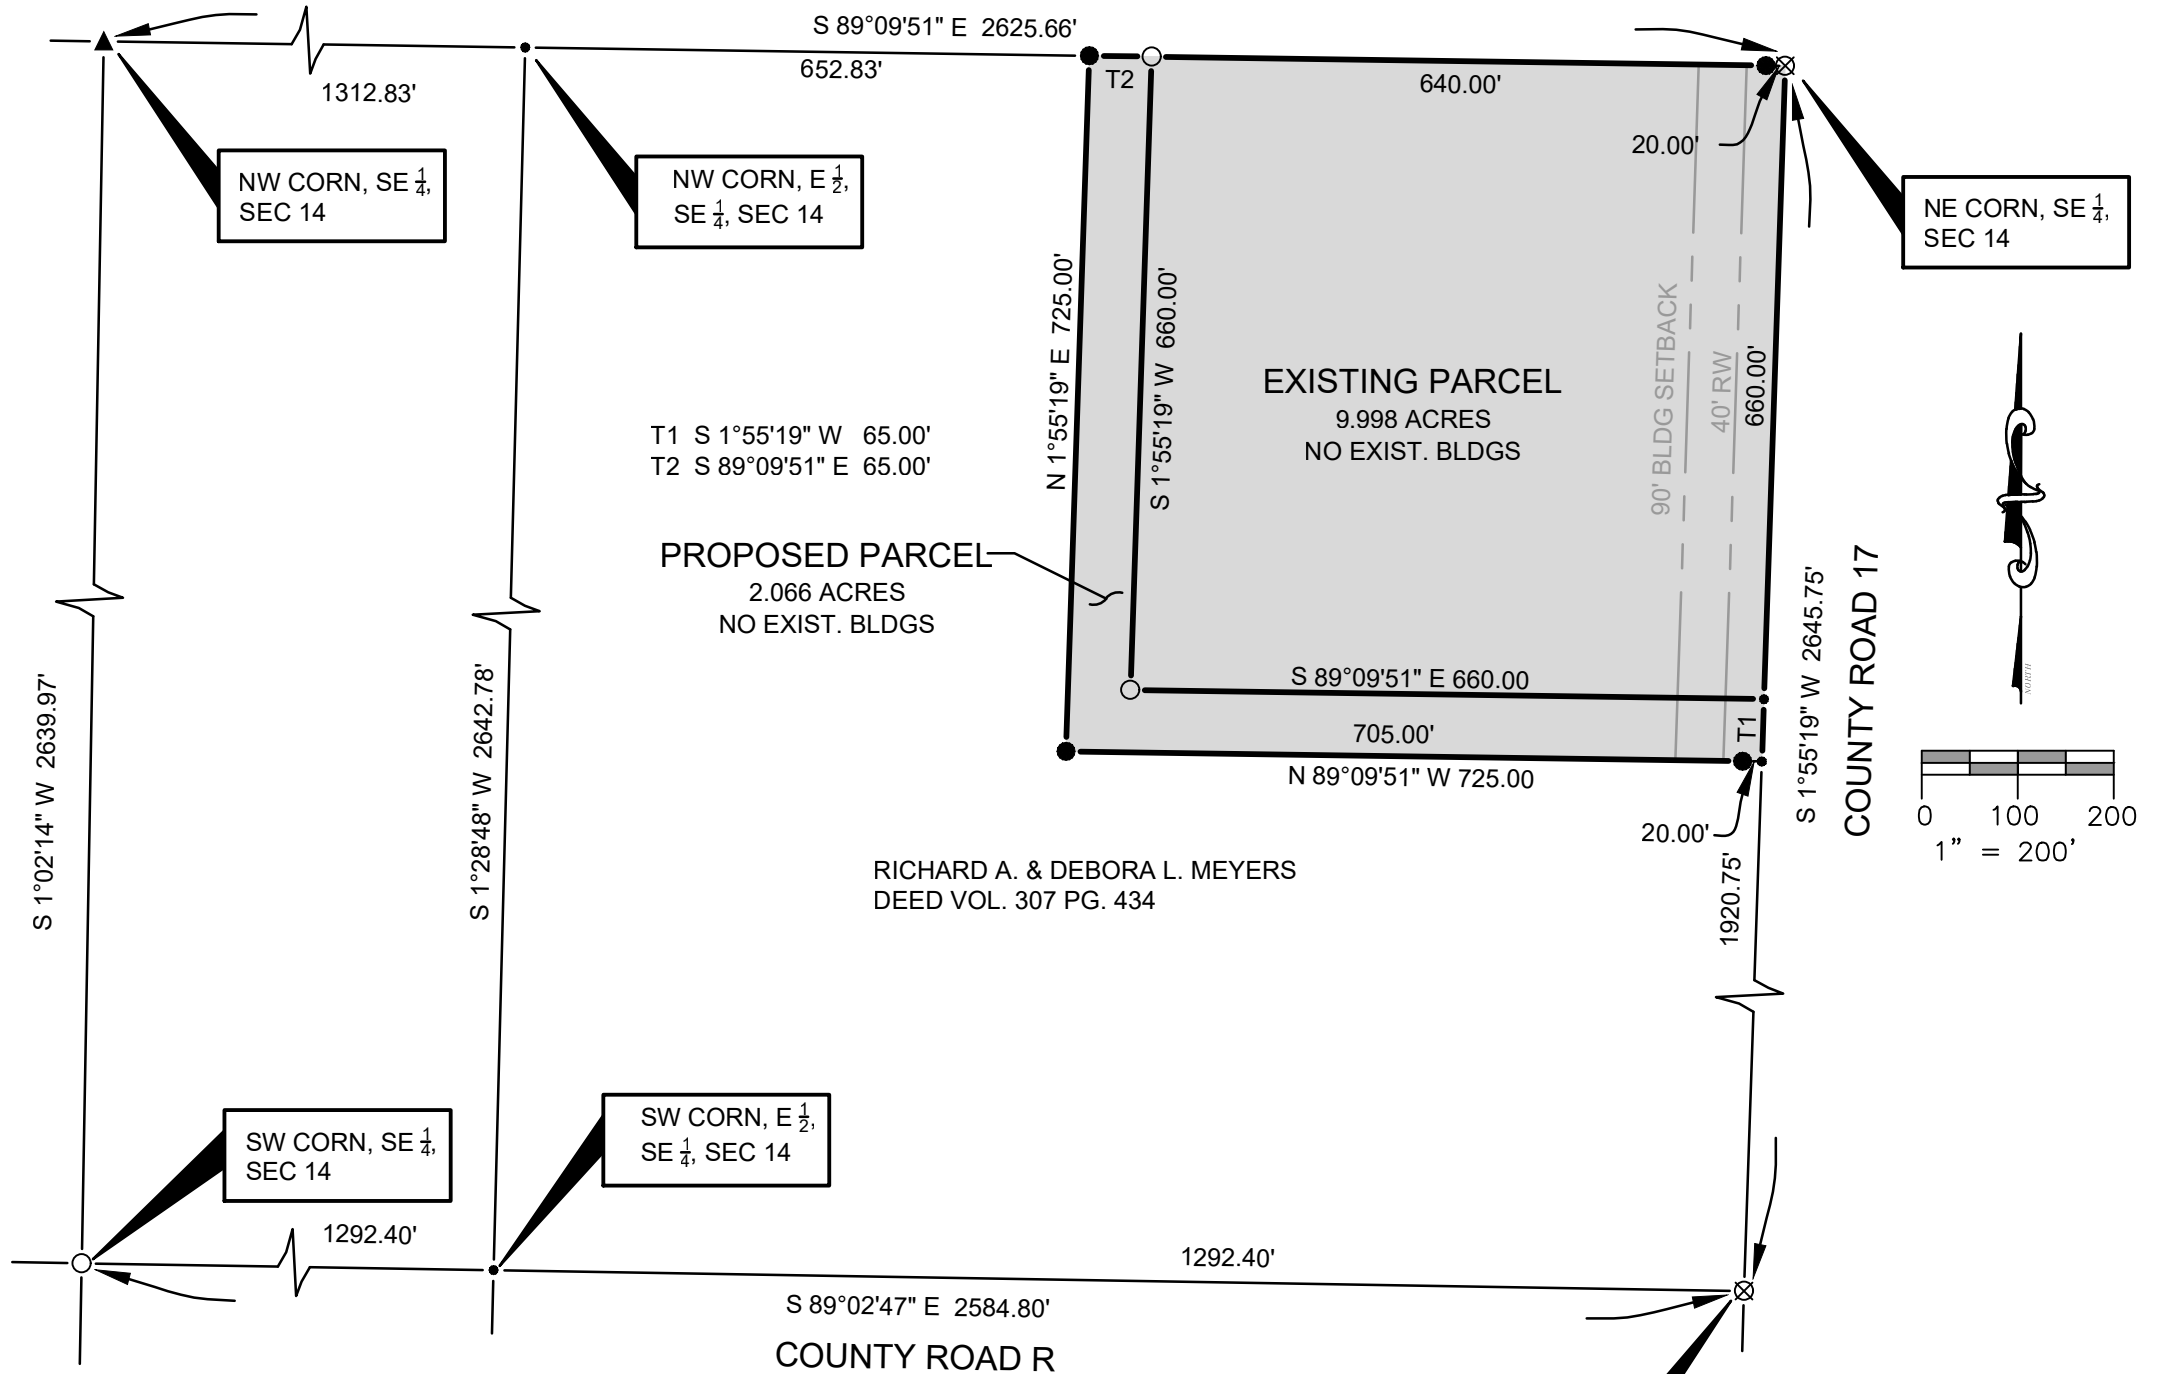 S 89°09'51" E 2625.66'
652.83'
1312.83'
T2
640.00'
20.00'
NW CORN, SE 1/4,
SEC 14
NW CORN, E 1/2,
SE 1/4, SEC 14
NE CORN, SE 1/4,
SEC 14
N 1°55'19" E 725.00'
S 1°55'19" W 660.00'
EXISTING PARCEL
9.998 ACRES
NO EXIST. BLDGS
90' BLDG SETBACK
40' RW
660.00'
T1 S 1°55'19" W 65.00'
T2 S 89°09'51" E 65.00'
PROPOSED PARCEL
2.066 ACRES
NO EXIST. BLDGS
S 89°09'51" E 660.00
705.00'
T1
N 89°09'51" W 725.00
20.00'
S 1°55'19" W 2645.75'
COUNTY ROAD 17
NORTH
0 100 200
1" = 200'
S 1°02'14" W 2639.97'
S 1°28'48" W 2642.78'
RICHARD A. & DEBORA L. MEYERS
DEED VOL. 307 PG. 434
1920.75'
SW CORN, SE 1/4,
SEC 14
SW CORN, E 1/2,
SE 1/4, SEC 14
1292.40'
1292.40'
S 89°02'47" E 2584.80'
COUNTY ROAD R